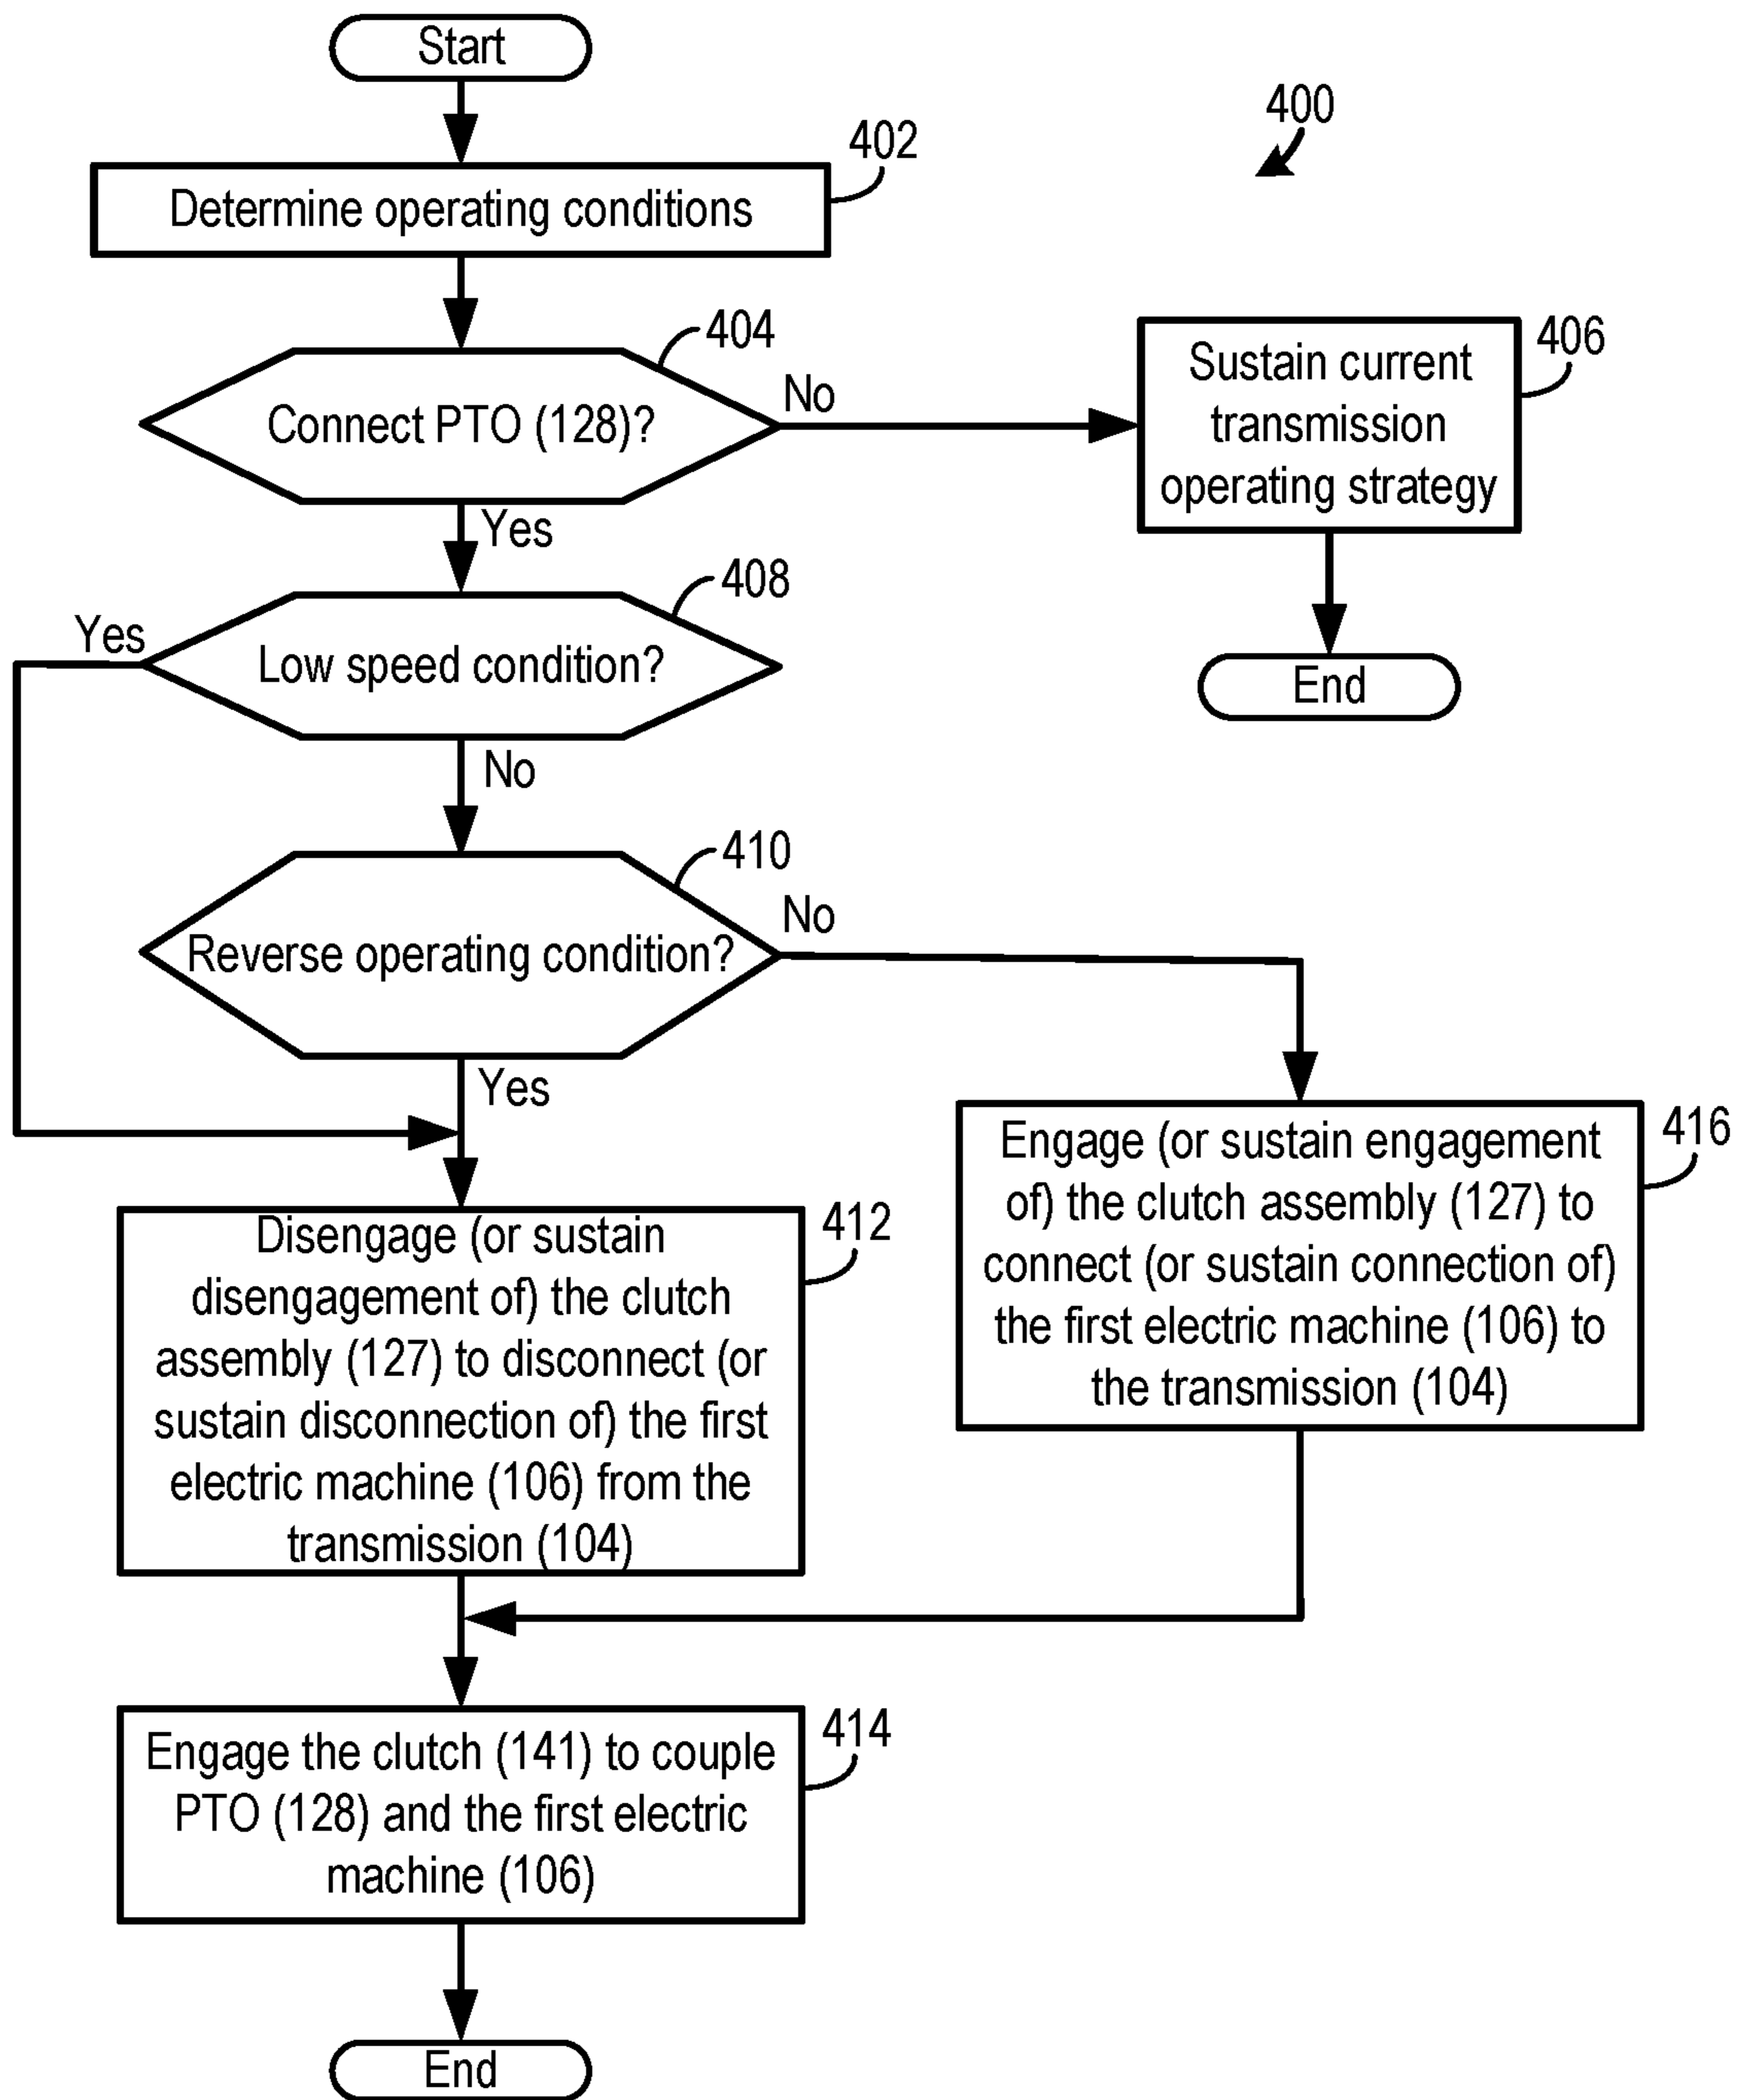 Start
400
402
Determine operating conditions
404
Connect PTO (128)?
No
406
Sustain current
transmission
operating strategy
Yes
End
408
Yes
Low speed condition?
No
410
Reverse operating condition?
No
Yes
416
Engage (or sustain engagement
of) the clutch assembly (127) to
connect (or sustain connection of)
the first electric machine (106) to
the transmission (104)
412
Disengage (or sustain
disengagement of) the clutch
assembly (127) to disconnect (or
sustain disconnection of) the first
electric machine (106) from the
transmission (104)
414
Engage the clutch (141) to couple
PTO (128) and the first electric
machine (106)
End